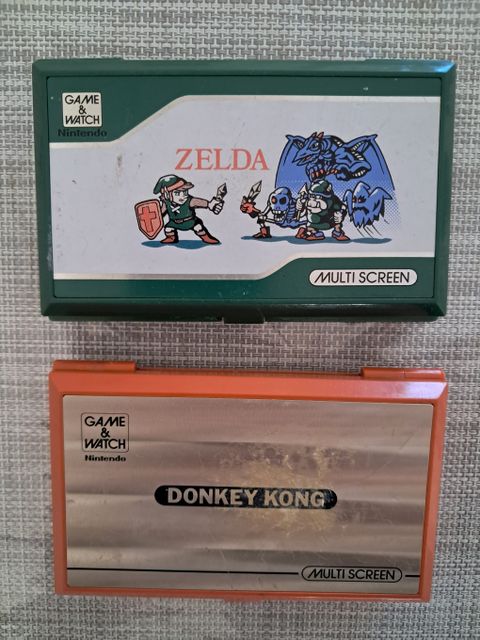 GAME
&
WATCH
Nintendo
ZELDA
MULTI SCREEN
GAME
&
WATCH
Nintendo
DONKEY KONG
MULTI SCREEN